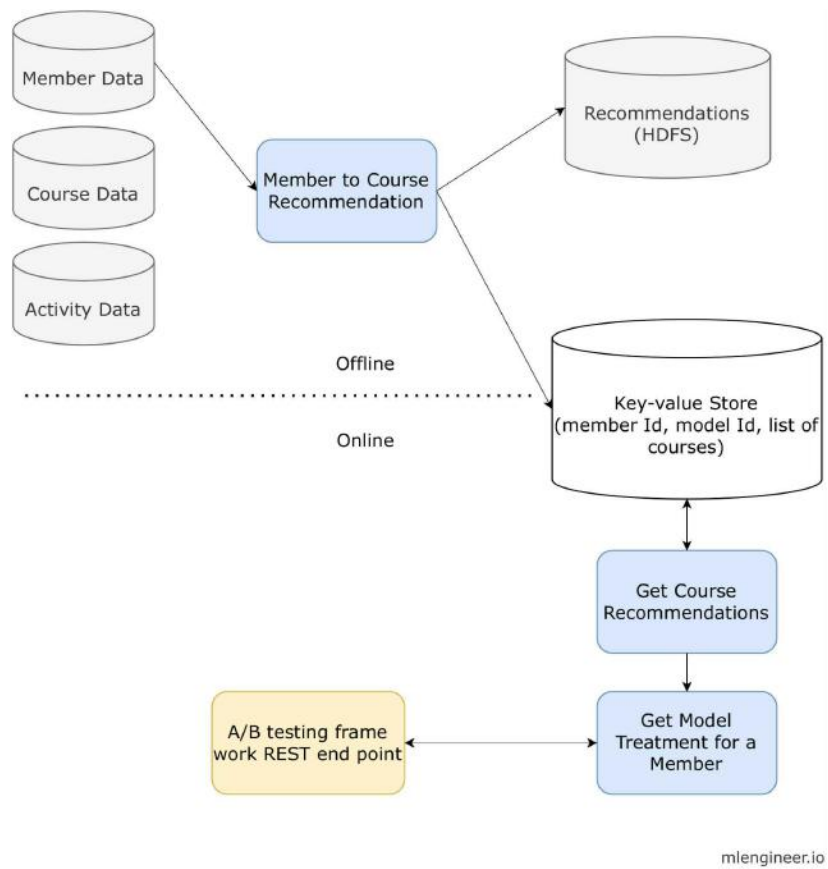 Member Data
Course Data
Activity Data
Member to Course
Recommendation
Recommendations
(HDFS)
Offline
Online
Key-value Store
(member Id, model Id, list of
courses)
Get Course
Recommendations
A/B testing frame
work REST end point
Get Model
Treatment for a
Member
mlengineer.io